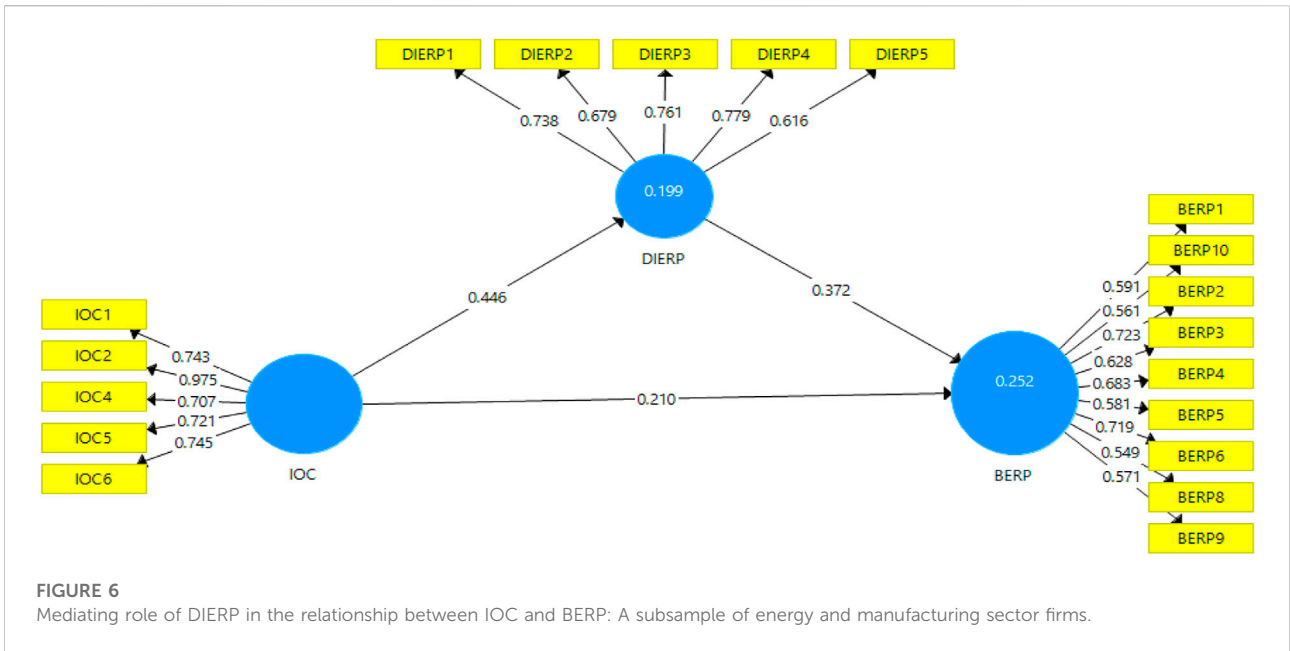 DIERP1 DIERP2 DIERP3 DIERP4 DIERP5
0.738 0.679 0.761 0.779 0.616
0.199
DIERP
0.446
0.372
IOC1
IOC2
IOC4
IOC5
IOC6
0.743
0.975
0.707
0.721
0.745
IOC
0.210
0.252
BERP
0.591
0.561
0.723
0.628
0.683
0.581
0.719
0.549
0.571
BERP1
BERP10
BERP2
BERP3
BERP4
BERP5
BERP6
BERP8
BERP9
FIGURE 6
Mediating role of DIERP in the relationship between IOC and BERP: A subsample of energy and manufacturing sector firms.